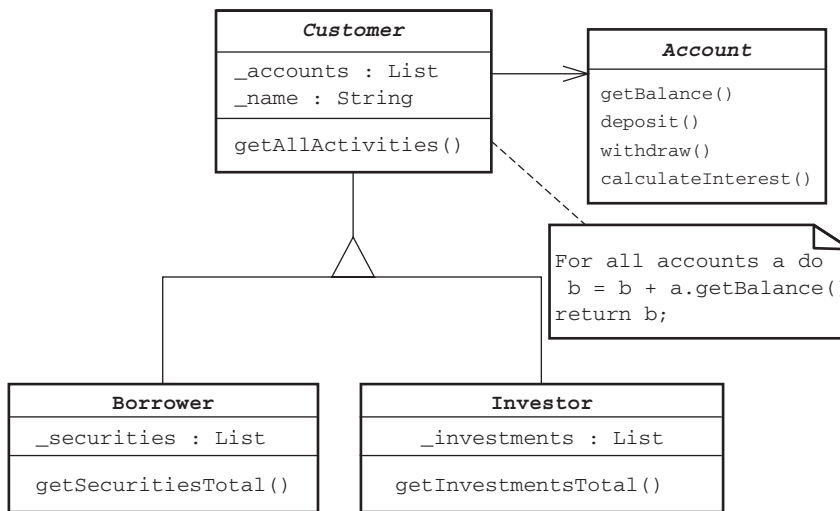 Customer
_accounts : List
_name : String
getAllActivities()
Account
getBalance()
deposit()
withdraw()
calculateInterest()
For all accounts a do
b = b + a.getBalance(
return b;
Borrower
_securities : List
getSecuritiesTotal()
Investor
_investments : List
getInvestmentsTotal()